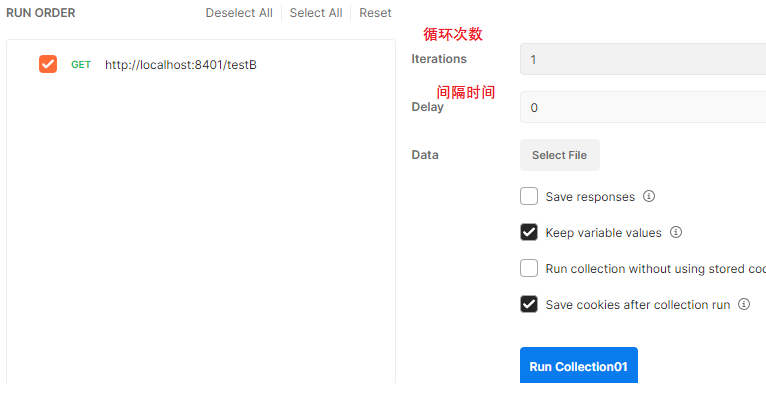 RUN ORDER
Deselect All
Select All
Reset
GET http://localhost:8401/testB
循环次数
Iterations
1
间隔时间
Delay
0
Data
Select File
Save responses
Keep variable values
Run collection without using stored
Save cookies after collection run
Run Collection01